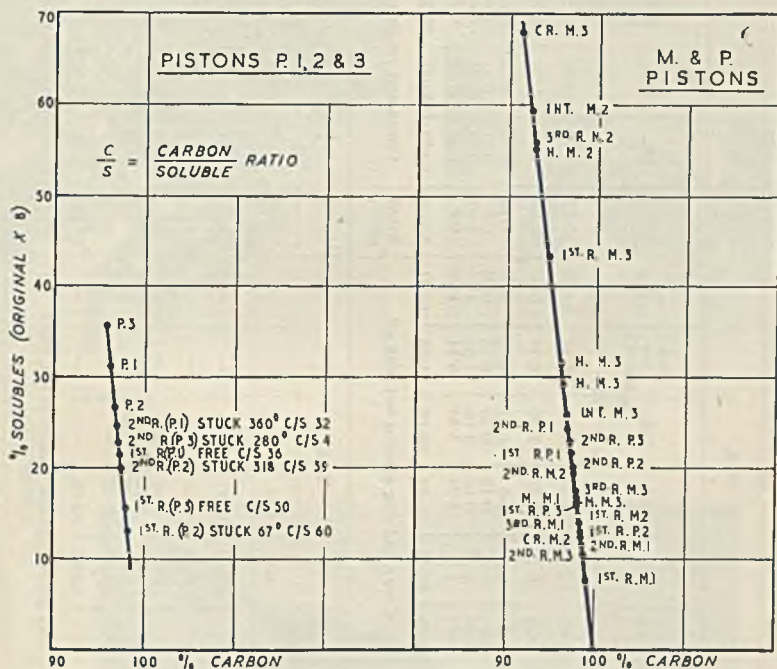 PISTONS P. 1, 2 & 3
C/S = CARBON/SOLUBLE RATIO
% SOLUBLES (ORIGINAL X 8)
70
60
50
40
30
20
10
P.3
P.1
P.2
2ND R.(P.1) STUCK 360° C/S 32
2ND R(P.3) STUCK 280° C/S 4
1ST. R(P.1) FREE C/S 36
2ND R.(P.2) STUCK 318 C/S 39
1ST. R.(P.3) FREE C/S 50
1ST. R.(P.2) STUCK 67° C/S 60
90 100 % CARBON
M. & P. PISTONS
CR. M.3
INT. M.2
3RD R. M.2
H. M. 2
1ST. R. M.3
H. M. 3
H. M. 3
INT. M.3
2ND R. P.1
2ND R. P.3
1ST R.P.1
2ND R. P.2
2ND. R.M.2
3RD R. M.3
M. M.1
M. M.3.
1ST R. P. 3
1ST R. M.2
3RD R.M.1
1ST. R. P.2
CR. M.2
2ND. R.M.1
2ND R.M.3
1ST. R.M.1
90 100 % CARBON